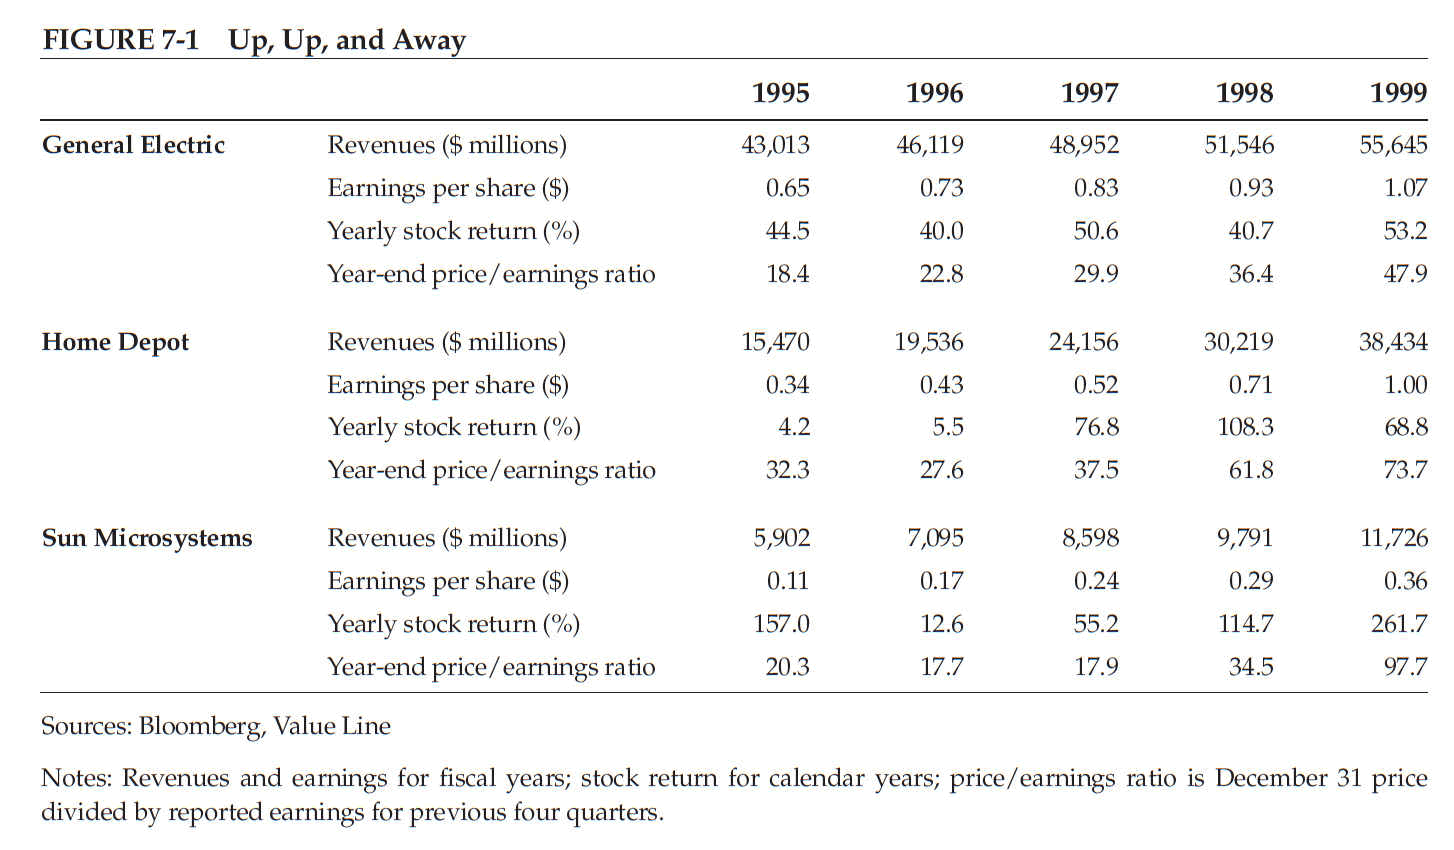 FIGURE 7-1 Up, Up, and Away
1995 1996 1997 1998 1999
General Electric Revenues ($ millions) 43,013 46,119 48,952 51,546 55,645
Earnings per share ($) 0.65 0.73 0.83 0.93 1.07
Yearly stock return (%) 44.5 40.0 50.6 40.7 53.2
Year-end price/earnings ratio 18.4 22.8 29.9 36.4 47.9
Home Depot Revenues ($ millions) 15,470 19,536 24,156 30,219 38,434
Earnings per share ($) 0.34 0.43 0.52 0.71 1.00
Yearly stock return (%) 4.2 5.5 76.8 108.3 68.8
Year-end price/earnings ratio 32.3 27.6 37.5 61.8 73.7
Sun Microsystems Revenues ($ millions) 5,902 7,095 8,598 9,791 11,726
Earnings per share ($) 0.11 0.17 0.24 0.29 0.36
Yearly stock return (%) 157.0 12.6 55.2 114.7 261.7
Year-end price/earnings ratio 20.3 17.7 17.9 34.5 97.7
Sources: Bloomberg, Value Line
Notes: Revenues and earnings for fiscal years; stock return for calendar years; price/earnings ratio is December 31 price
divided by reported earnings for previous four quarters.